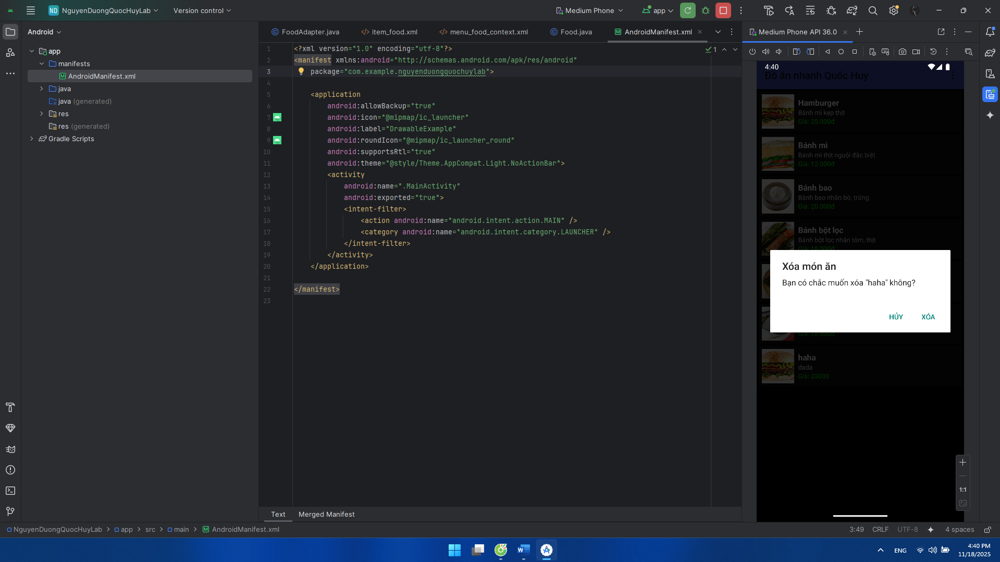 ND NguyenDuongQuocHuyLab Version control Medium Phone app
Android
app
manifests
AndroidManifest.xml
java
java (generated)
res
res (generated)
Gradle Scripts
FoodAdapter.java item_food.xml menu_food_context.xml Food.java AndroidManifest.xml
1 <?xml version="1.0" encoding="utf-8"?>
2 <manifest xmlns:android="http://schemas.android.com/apk/res/android"
3 package="com.example.nguyenduongquochuylab">
4
5 <application
6 android:allowBackup="true"
7 android:icon="@mipmap/ic_launcher"
8 android:label="DrawableExample"
9 android:roundIcon="@mipmap/ic_launcher_round"
10 android:supportsRtl="true"
11 android:theme="@style/Theme.AppCompat.Light.NoActionBar">
12 <activity
13 android:name=".MainActivity"
14 android:exported="true">
15 <intent-filter>
16 <action android:name="android.intent.action.MAIN" />
17 <category android:name="android.intent.category.LAUNCHER" />
18 </intent-filter>
19 </activity>
20 </application>
21
22 </manifest>
23
1
Text Merged Manifest
Medium Phone API 36.0
4:40
Đồ ăn nhanh Quốc Huy
Hamburger
Bánh mì kẹp thịt
Giá: 25.000đ
Bánh mì
Bánh mì thịt nguội đặc biệt
Giá: 12.000đ
Bánh bao
Bánh bao nhân bò, trứng
Giá: 20.000đ
Bánh bột lọc
Bánh bột lọc nhân tôm, thịt
Giá: 18.000đ
Xóa món ăn
Bạn có chắc muốn xóa "haha" không?
HỦY XÓA
Giá: 18.000đ
haha
dada
Giá: 23000
1:1
NguyenDuongQuocHuyLab > app > src > main > AndroidManifest.xml
3:49 CRLF UTF-8 4 spaces
ENG
4:40 PM
11/18/2025